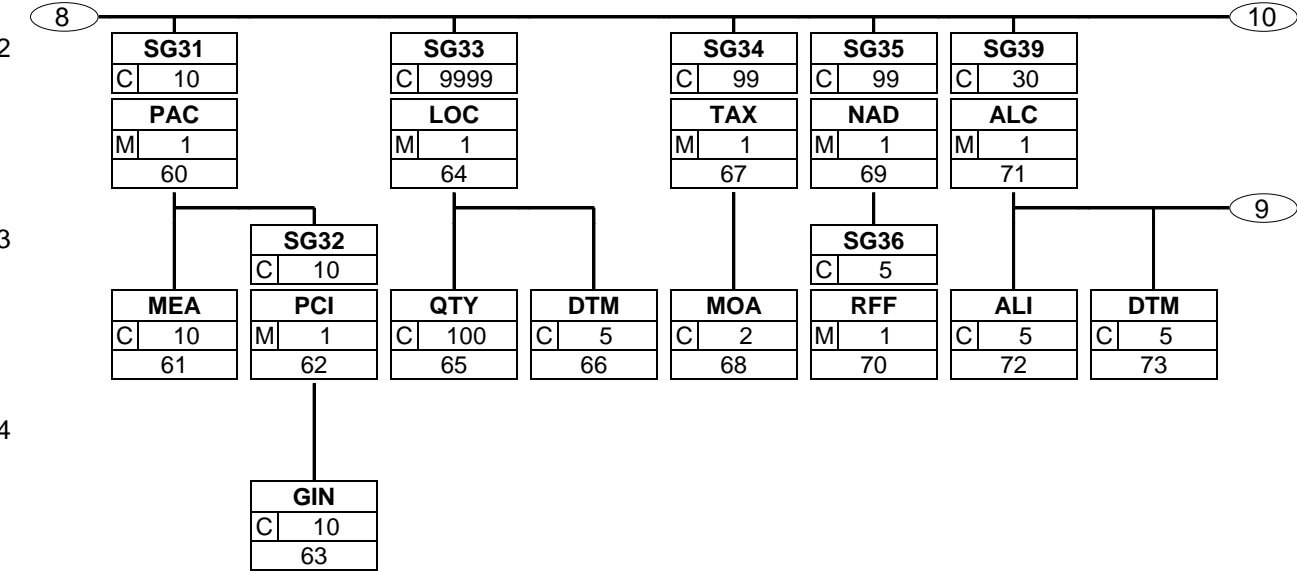 8 10
2 SG31 SG33 SG34 SG35 SG39
C 10 C 9999 C 99 C 99 C 30
PAC LOC TAX NAD ALC
M 1 M 1 M 1 M 1 M 1
60 64 67 69 71
9
3 SG32 SG36
C 10 C 5
MEA PCI QTY DTM MOA RFF ALI DTM
C 10 M 1 C 100 C 5 C 2 M 1 C 5 C 5
61 62 65 66 68 70 72 73
4
GIN
C 10
63